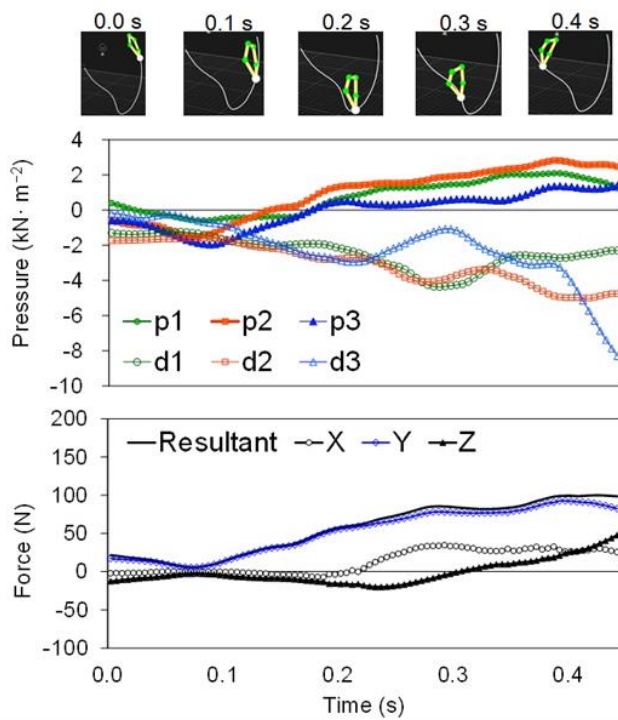 0.0 s 0.1 s 0.2 s 0.3 s 0.4 s
4
2
0
-2
-4
-6
-8
-10
Pressure (kN· m⁻²)
p1 p2 p3
d1 d2 d3
200
150
100
50
0
-50
-100
Force (N)
Resultant X Y Z
0.0 0.1 0.2 0.3 0.4
Time (s)